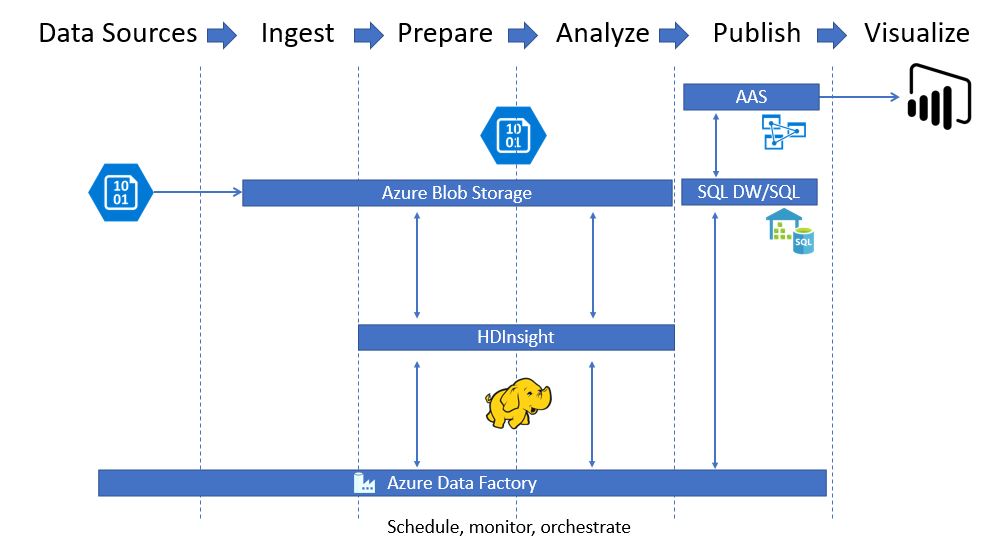 Data Sources
Ingest
Prepare
Analyze
Publish
Visualize
AAS
10
01
10
01
Azure Blob Storage
SQL DW/SQL
SQL
HDInsight
Azure Data Factory
Schedule, monitor, orchestrate